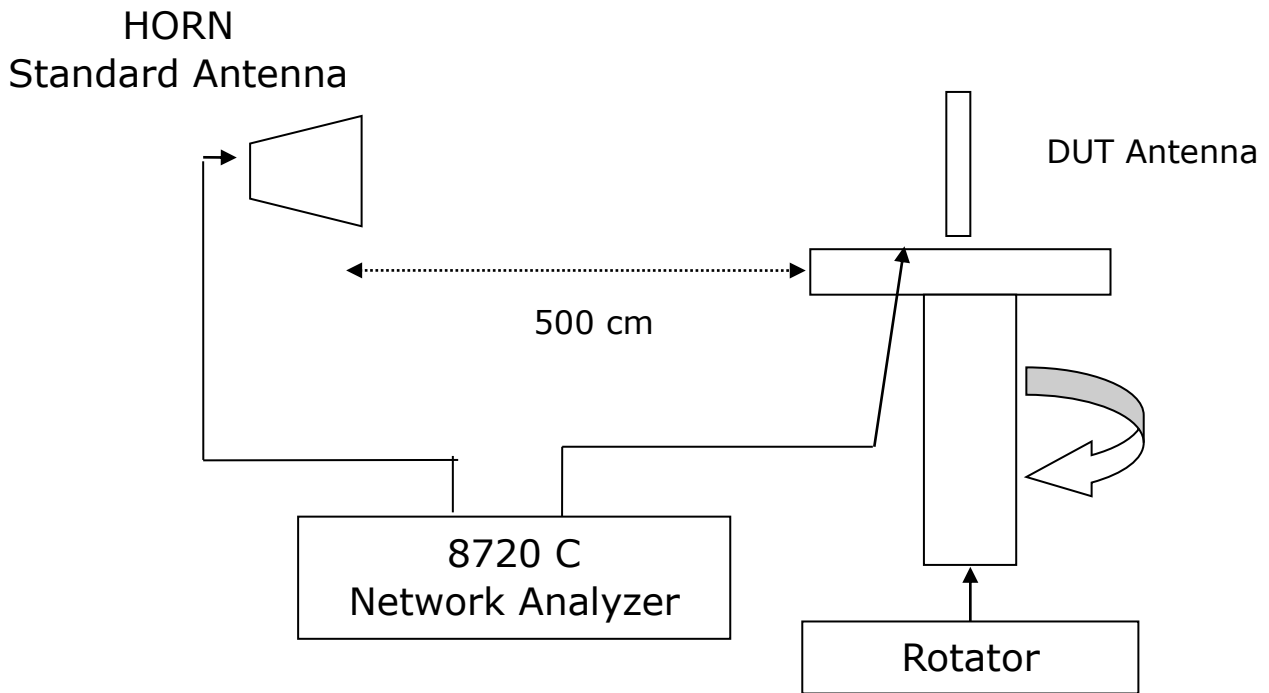 HORN
Standard Antenna
DUT Antenna
500 cm
8720 C
Network Analyzer
Rotator